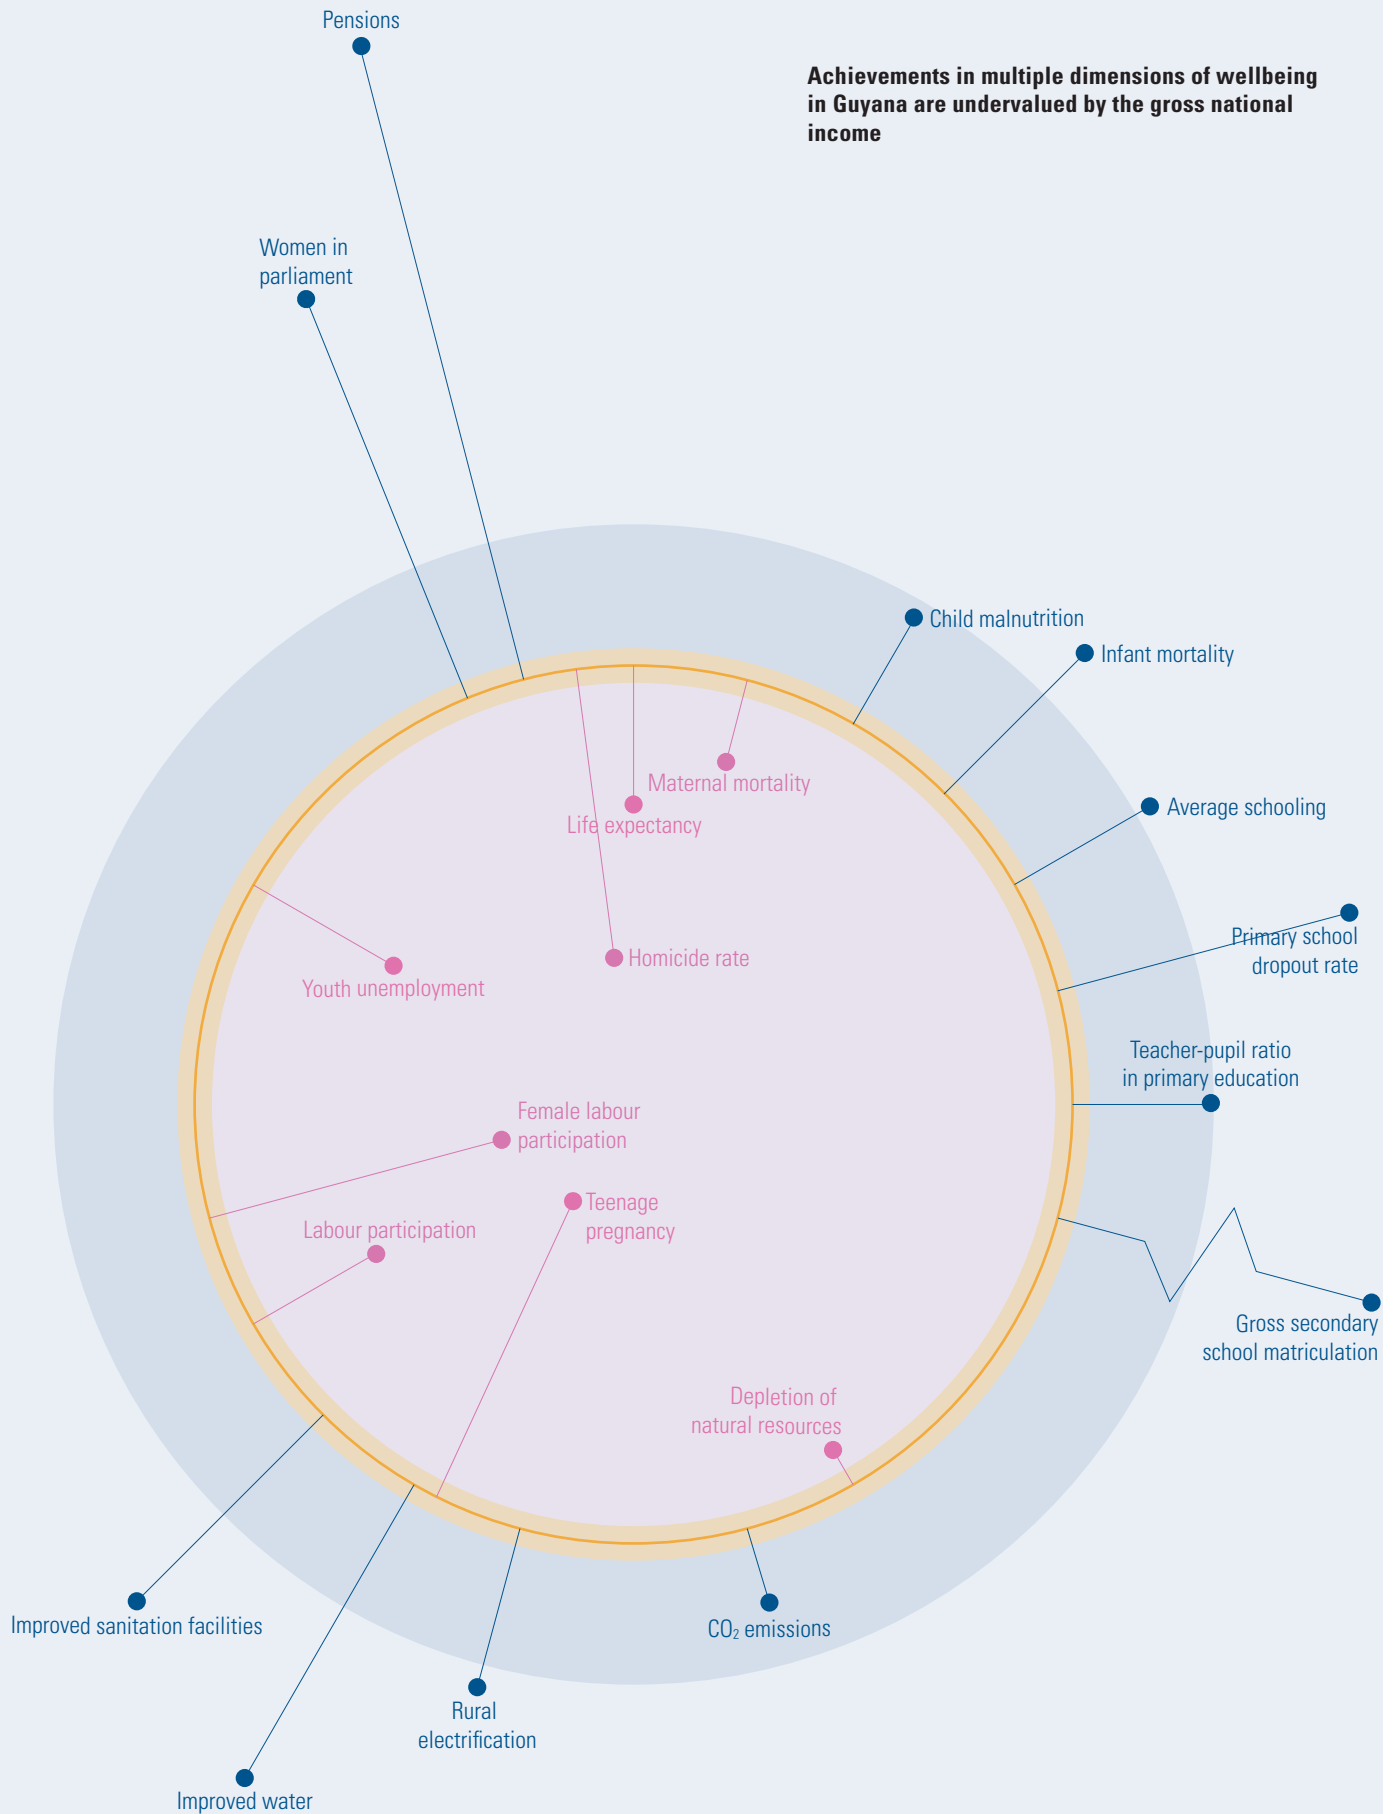 Pensions
Achievements in multiple dimensions of wellbeing
in Guyana are undervalued by the gross national
income
Women in
parliament
Child malnutrition
Infant mortality
Maternal mortality
Average schooling
Life expectancy
Primary school
dropout rate
Homicide rate
Youth unemployment
Teacher-pupil ratio
in primary education
Female labour
participation
Teenage
pregnancy
Labour participation
Gross secondary
school matriculation
Depletion of
natural resources
Improved sanitation facilities
CO₂ emissions
Rural
electrification
Improved water